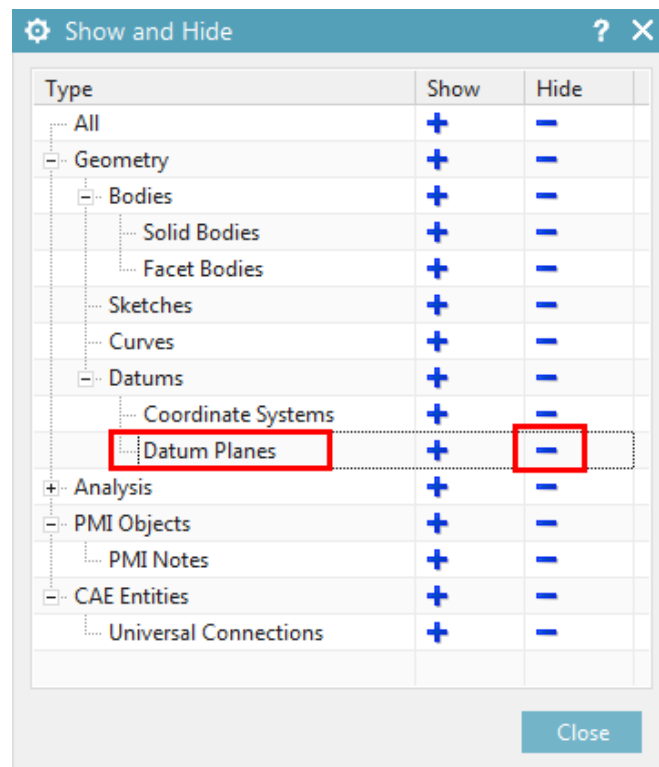 Show and Hide ?
Type Show Hide
All
Geometry
Bodies
Solid Bodies
Facet Bodies
Sketches
Curves
Datums
Coordinate Systems
Datum Planes
Analysis
PMI Objects
PMI Notes
CAE Entities
Universal Connections
Close